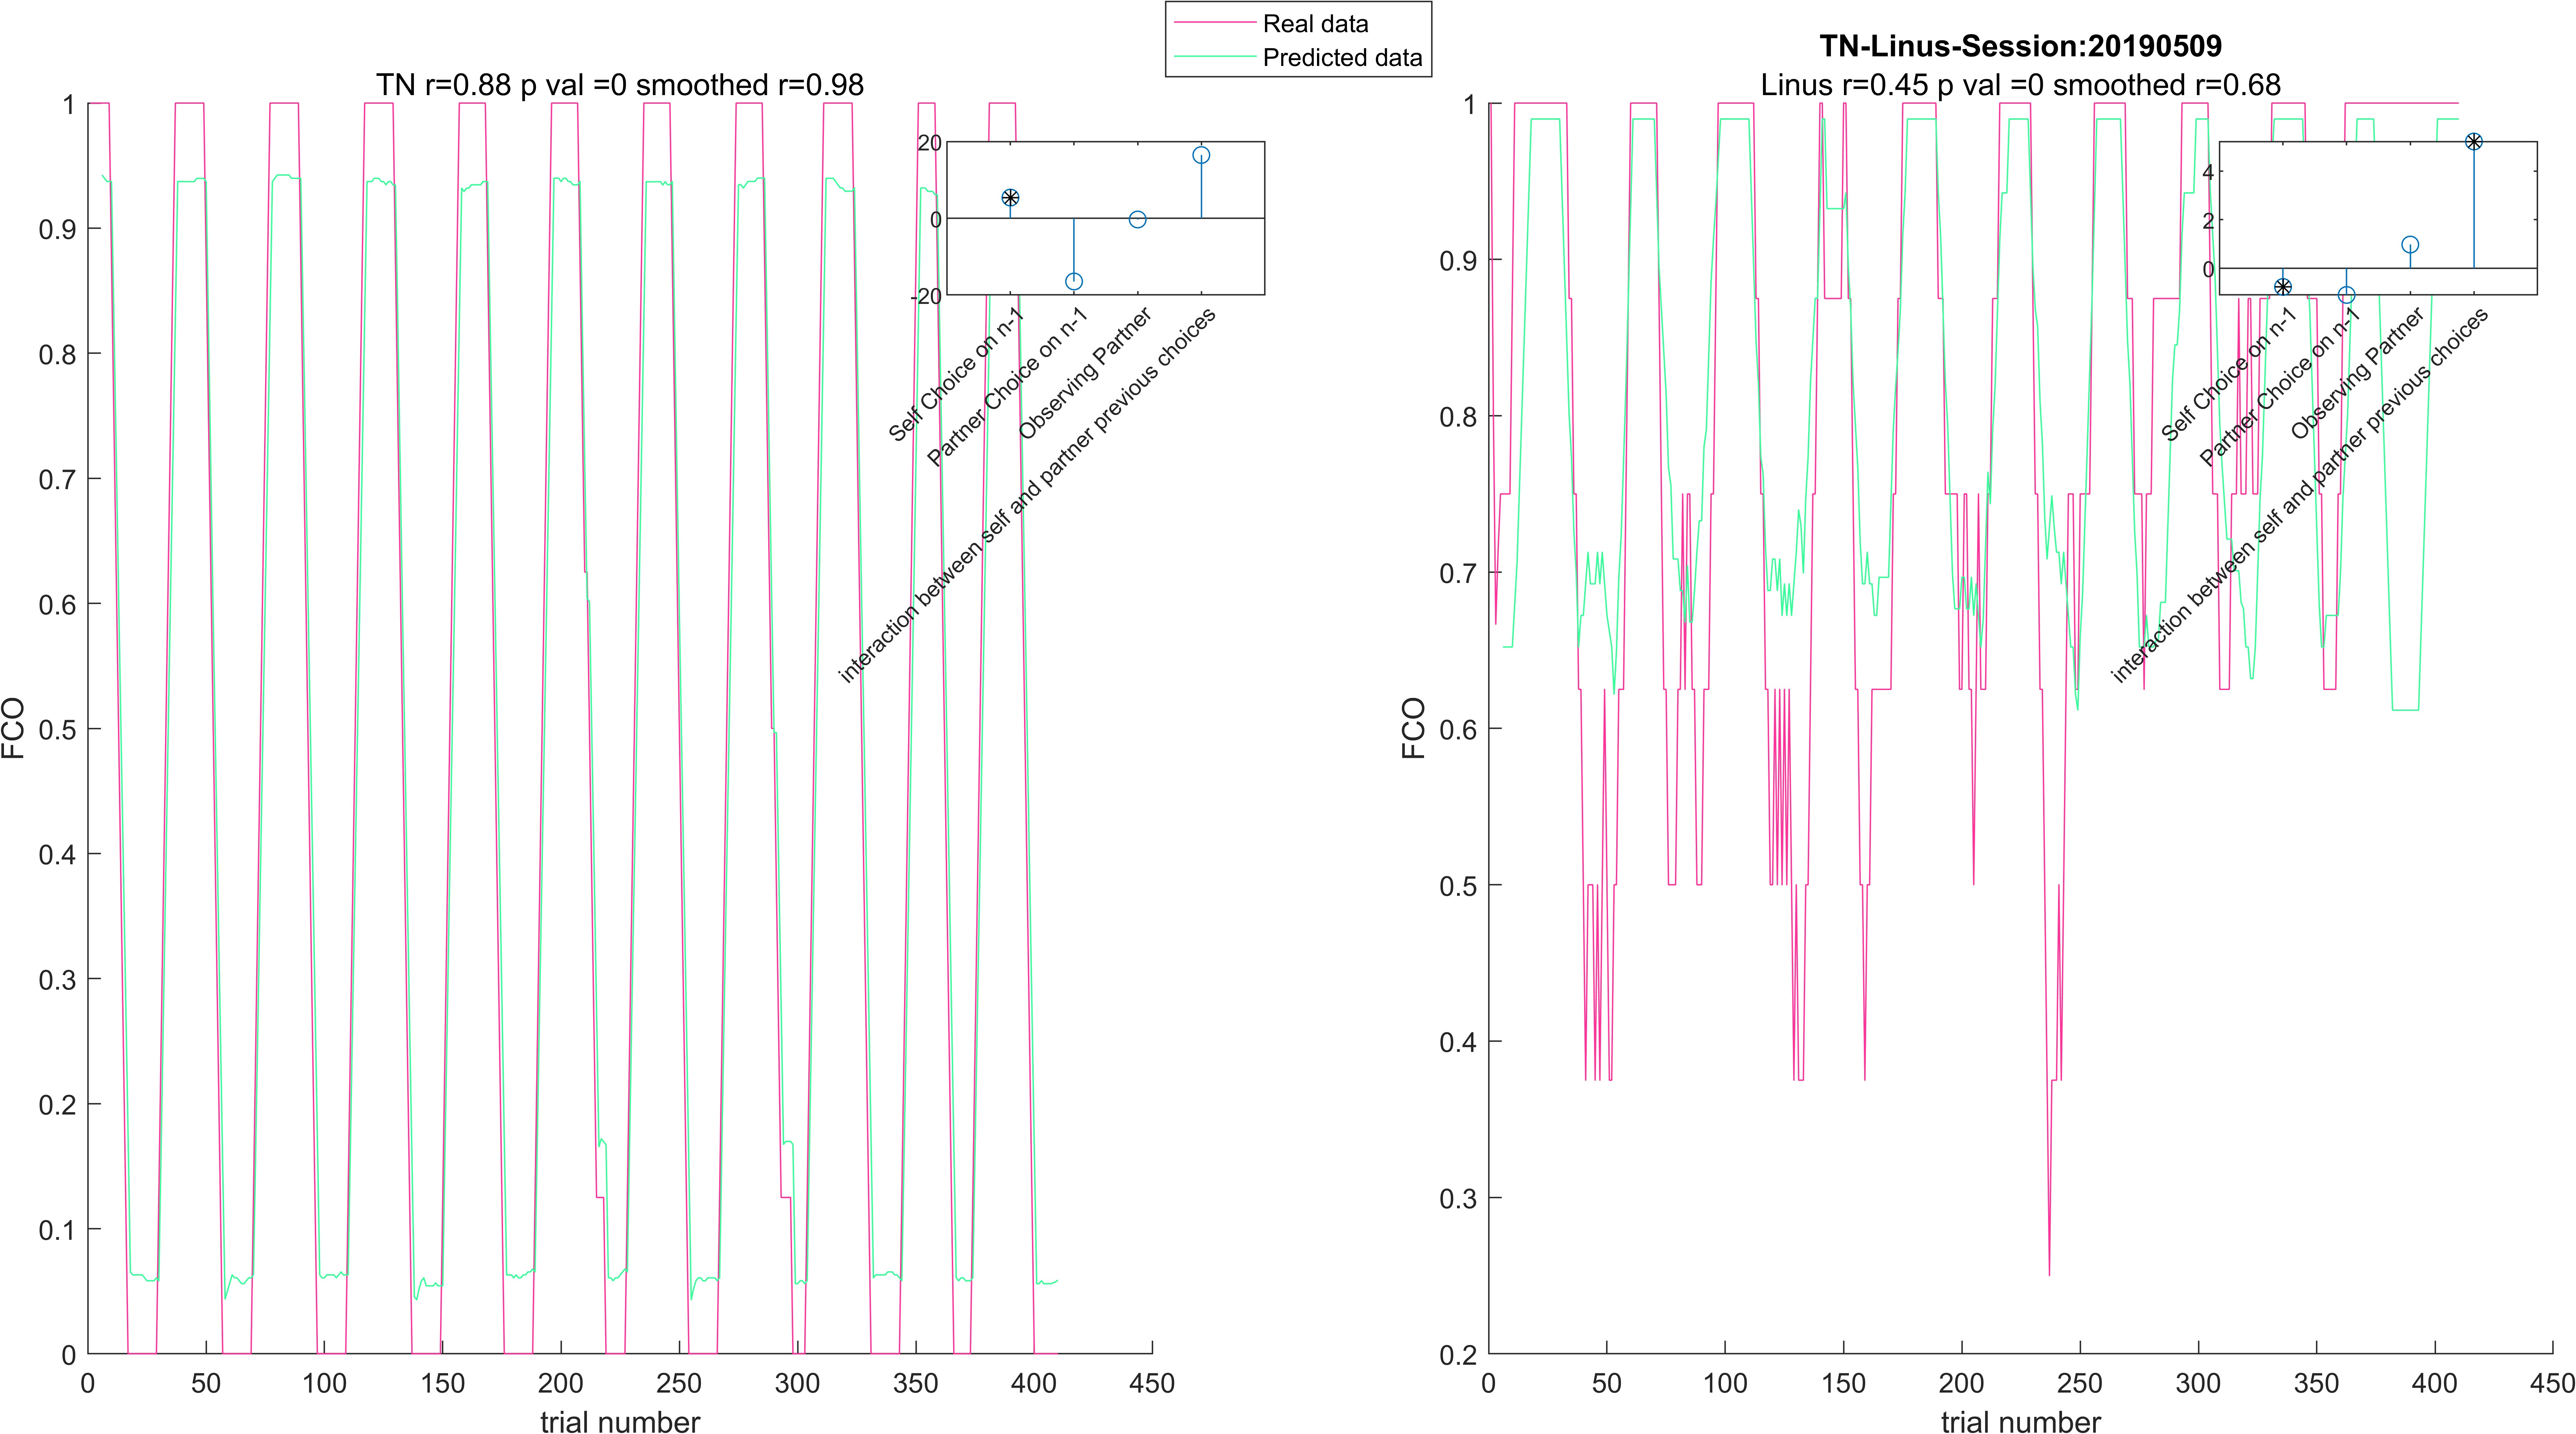 Real data
Predicted data
TN r=0.88 p val =0 smoothed r=0.98
1
0.9
0.8
0.7
0.6
0.5
0.4
0.3
0.2
0.1
0
FCO
0
50
100
150
200
250
300
350
400
450
trial number
20
0
-20
Self Choice on n-1
Partner Choice on n-1
Observing Partner
interaction between self and partner previous choices
TN-Linus-Session:20190509
Linus r=0.45 p val =0 smoothed r=0.68
1
0.9
0.8
0.7
0.6
0.5
0.4
0.3
0.2
FCO
0
50
100
150
200
250
300
350
400
450
trial number
4
2
0
Self Choice on n-1
Partner Choice on n-1
Observing Partner
interaction between self and partner previous choices